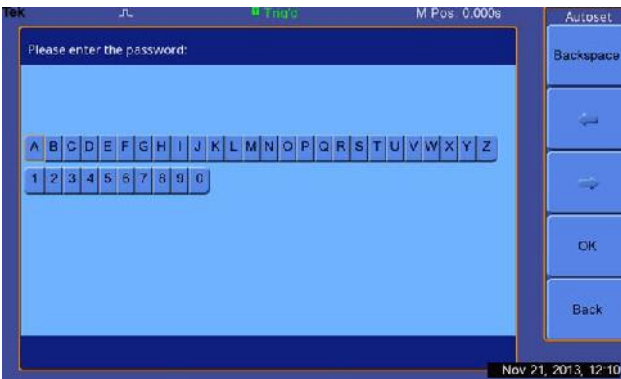 Tek Trig'd M Pos: 0.000s Autoset
Please enter the password:
Backspace
A B C D E F G H I J K L M N O P Q R S T U V W X Y Z
1 2 3 4 5 6 7 8 9 0
OK
Back
Nov 21, 2013, 12:10